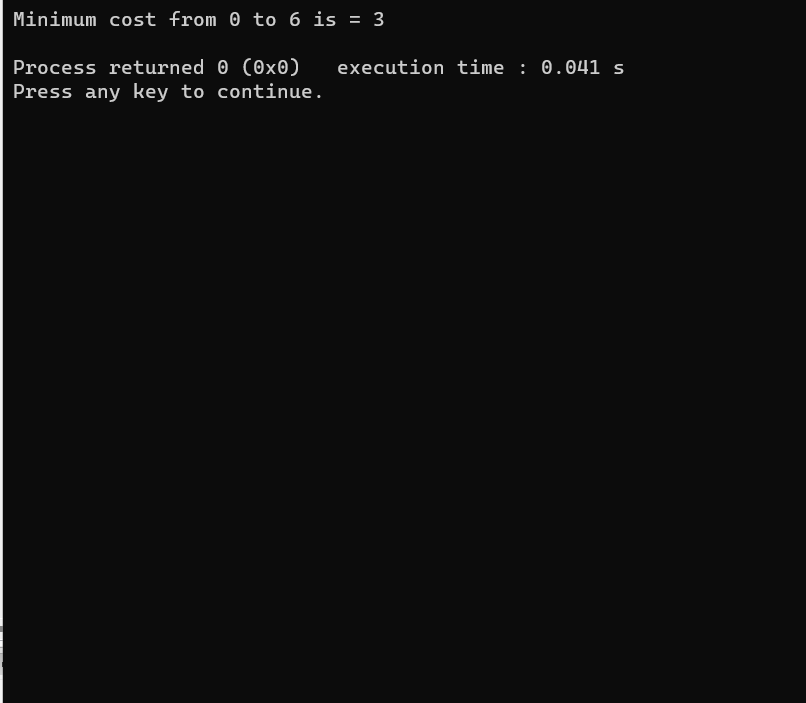 Minimum cost from 0 to 6 is = 3
Process returned 0 (0x0)   execution time : 0.041 s
Press any key to continue.